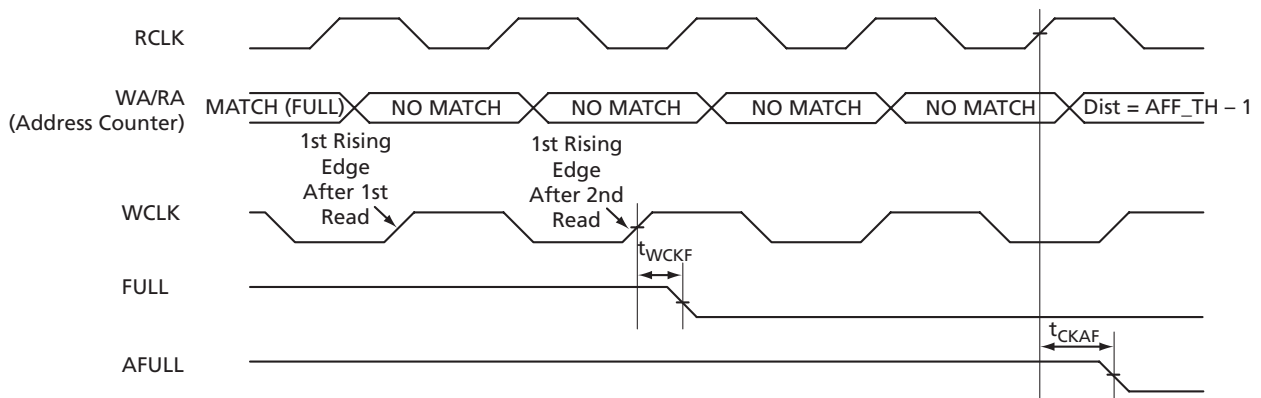 RCLK
WA/RA
(Address Counter)
MATCH (FULL)
NO MATCH
NO MATCH
NO MATCH
NO MATCH
Dist = AFF_TH – 1
1st Rising
Edge
After 1st
Read
1st Rising
Edge
After 2nd
Read
WCLK
tWCKF
FULL
tCKAF
AFULL